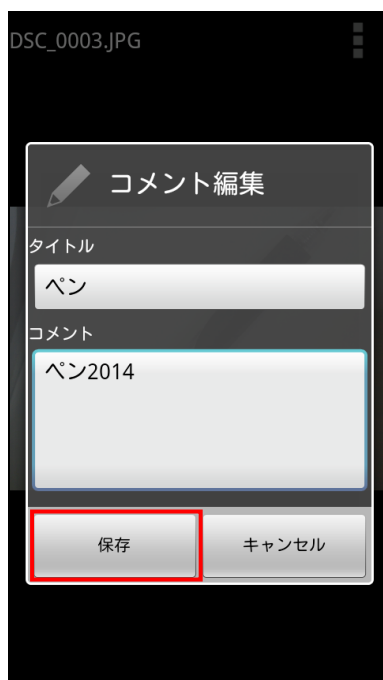 DSC_0003.JPG
コメント編集
タイトル
ペン
コメント
ペン2014
保存
キャンセル